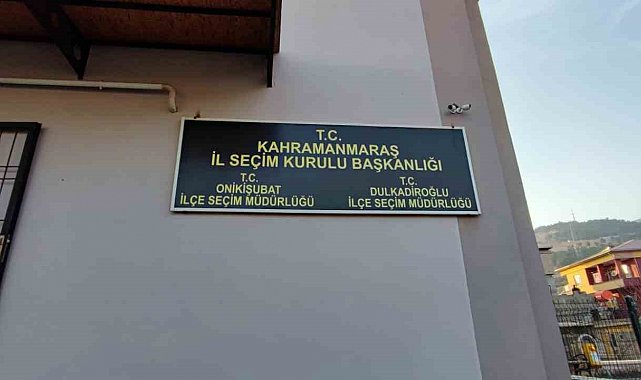 T.C.
KAHRAMANMARAŞ
İL SEÇİM KURULU BAŞKANLIĞI
T.C.
ONİKİŞUBAT
İLÇE SEÇİM MÜDÜRLÜĞÜ
T.C.
DULKADİROĞLU
İLÇE SEÇİM MÜDÜRLÜĞÜ